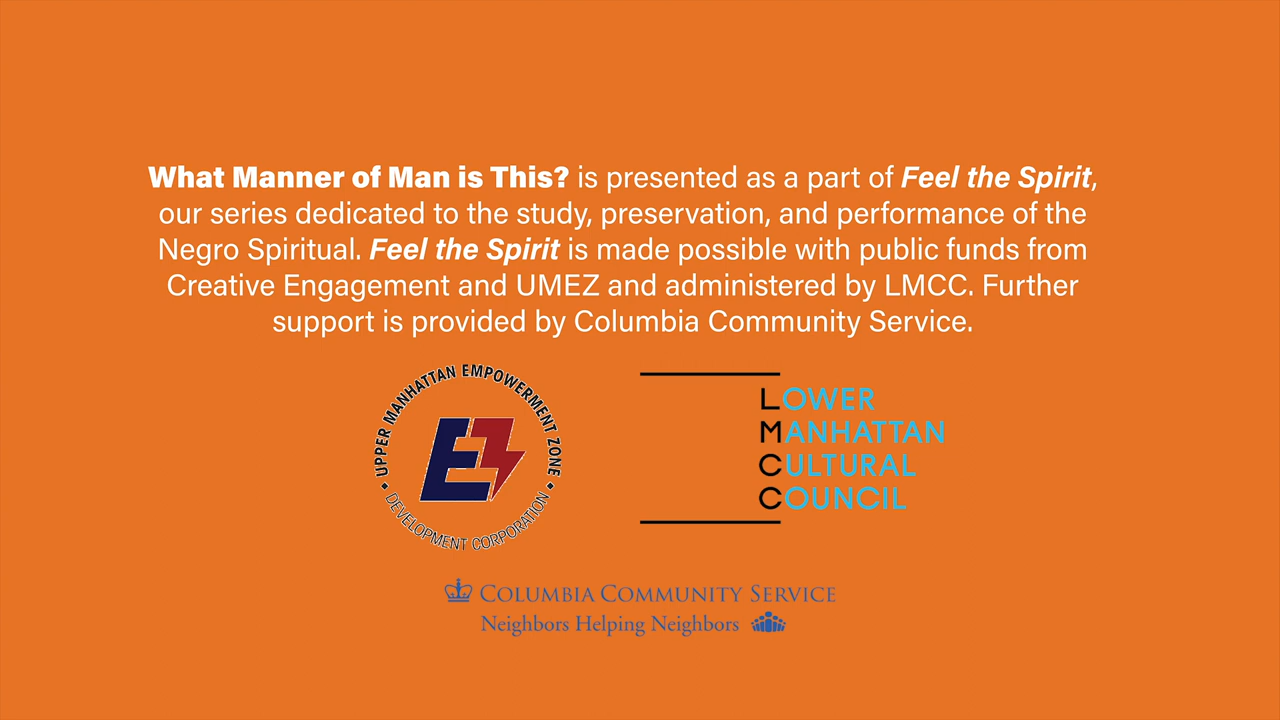 What Manner of Man is This? is presented as a part of Feel the Spirit,
our series dedicated to the study, preservation, and performance of the
Negro Spiritual. Feel the Spirit is made possible with public funds from
Creative Engagement and UMEZ and administered by LMCC. Further
support is provided by Columbia Community Service.
• UPPER MANHATTAN EMPOWERMENT ZONE •
DEVELOPMENT CORPORATION
EZ
LOWER
MANHATTAN
CULTURAL
COUNCIL
COLUMBIA COMMUNITY SERVICE
Neighbors Helping Neighbors